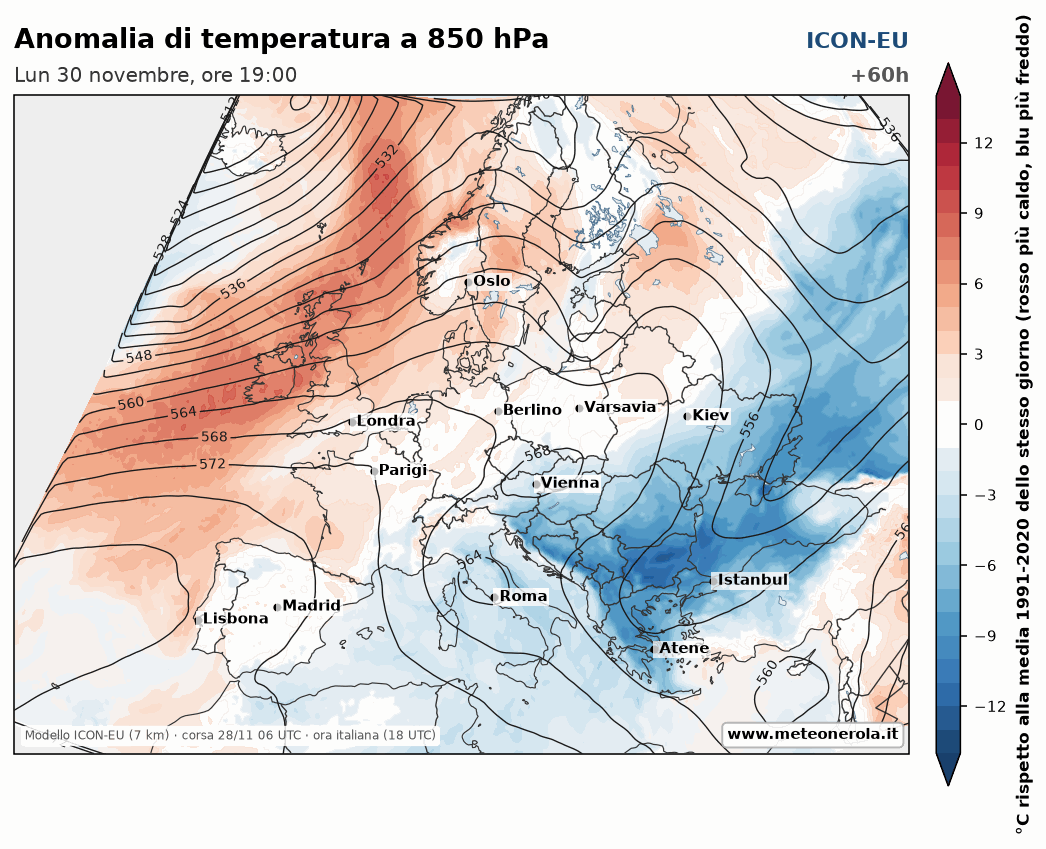 Anomalia di temperatura a 850 hPa
ICON-EU
Lun 30 novembre, ore 19:00
+60h
512
532
536
524
528
536
548
560
564
568
572
Oslo
Londra
Berlino
Varsavia
Kiev
556
568
Parigi
Vienna
564
Roma
Istanbul
Madrid
Lisbona
Atene
560
Modello ICON-EU (7 km) · corsa 28/11 06 UTC · ora italiana (18 UTC)
www.meteonerola.it
12
9
6
3
0
−3
−6
−9
−12
°C rispetto alla media 1991-2020 dello stesso giorno (rosso più caldo, blu più freddo)